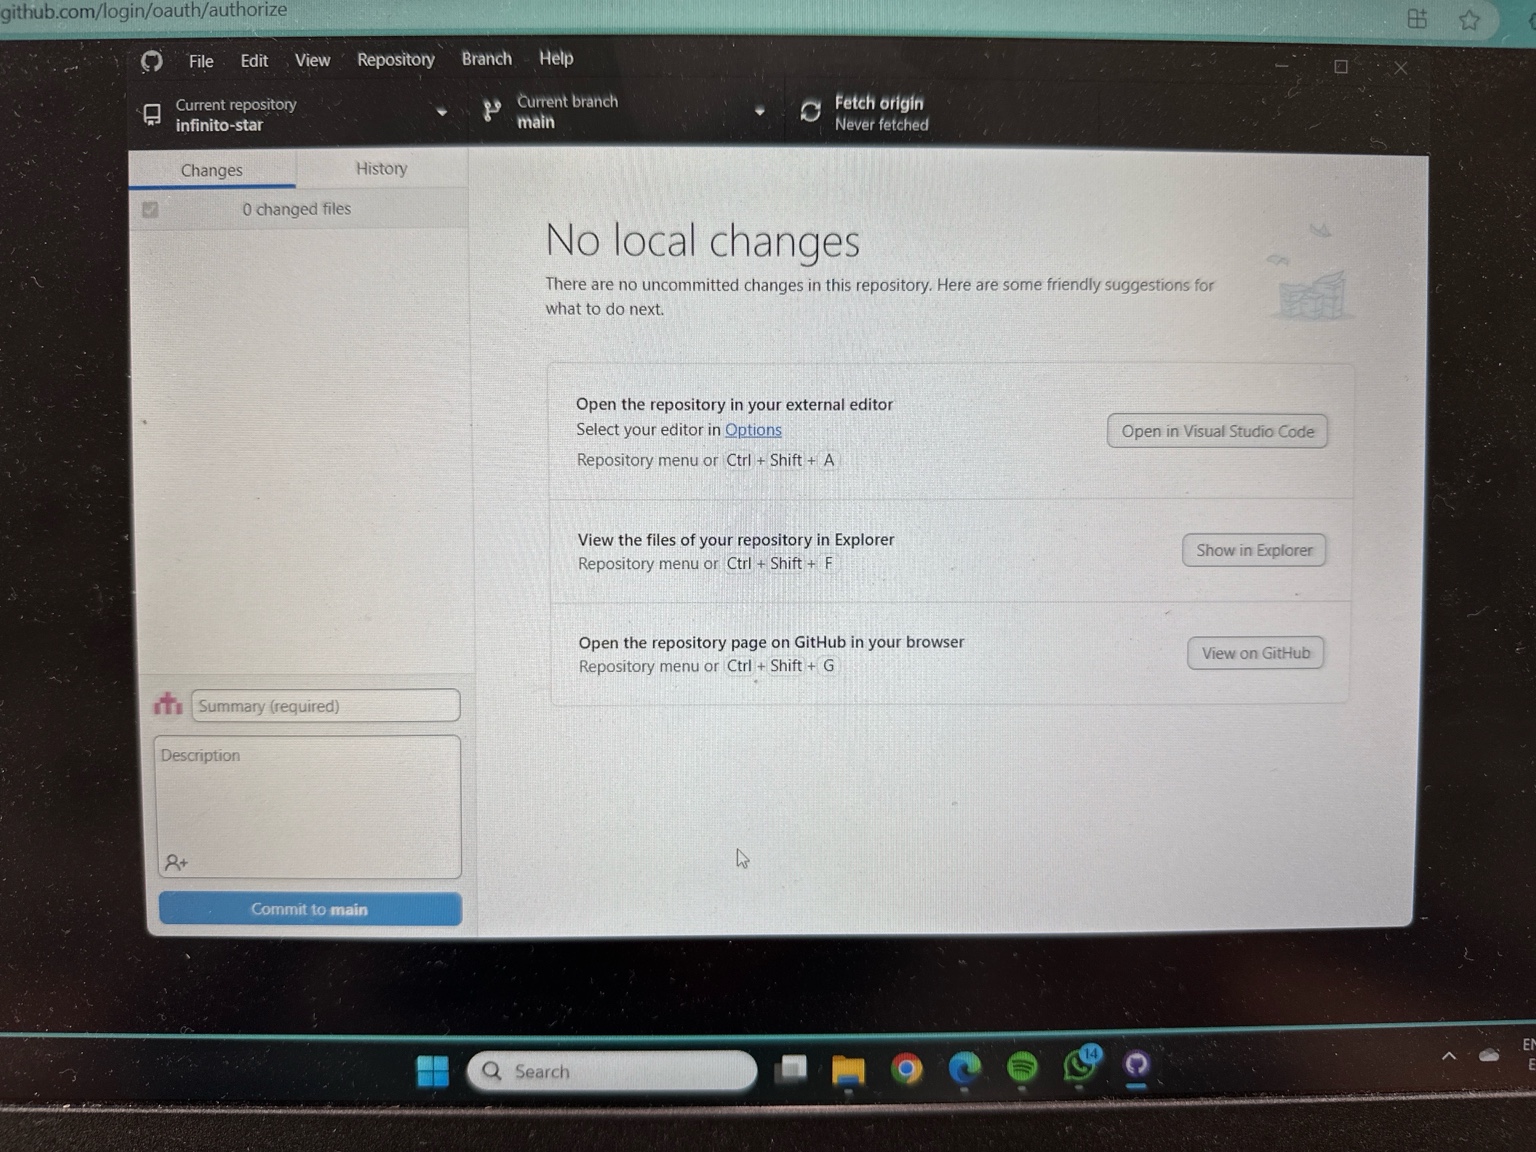 github.com/login/oauth/authorize
File Edit View Repository Branch Help
Current repository
infinito-star
Current branch
main
Fetch origin
Never fetched
Changes
History
0 changed files
No local changes
There are no uncommitted changes in this repository. Here are some friendly suggestions for
what to do next.
Open the repository in your external editor
Select your editor in Options
Repository menu or Ctrl + Shift + A
Open in Visual Studio Code
View the files of your repository in Explorer
Repository menu or Ctrl + Shift + F
Show in Explorer
Open the repository page on GitHub in your browser
Repository menu or Ctrl + Shift + G
View on GitHub
Summary (required)
Description
Commit to main
Search
14